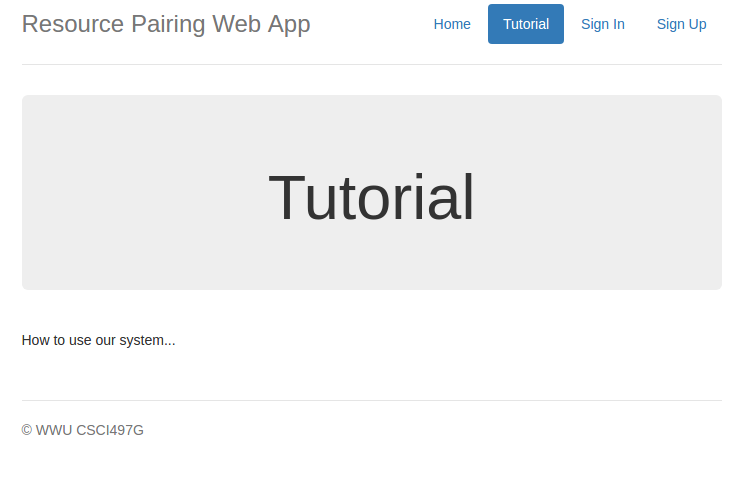 Resource Pairing Web App
Home Tutorial Sign In Sign Up
Tutorial
How to use our system...
© WWU CSCI497G